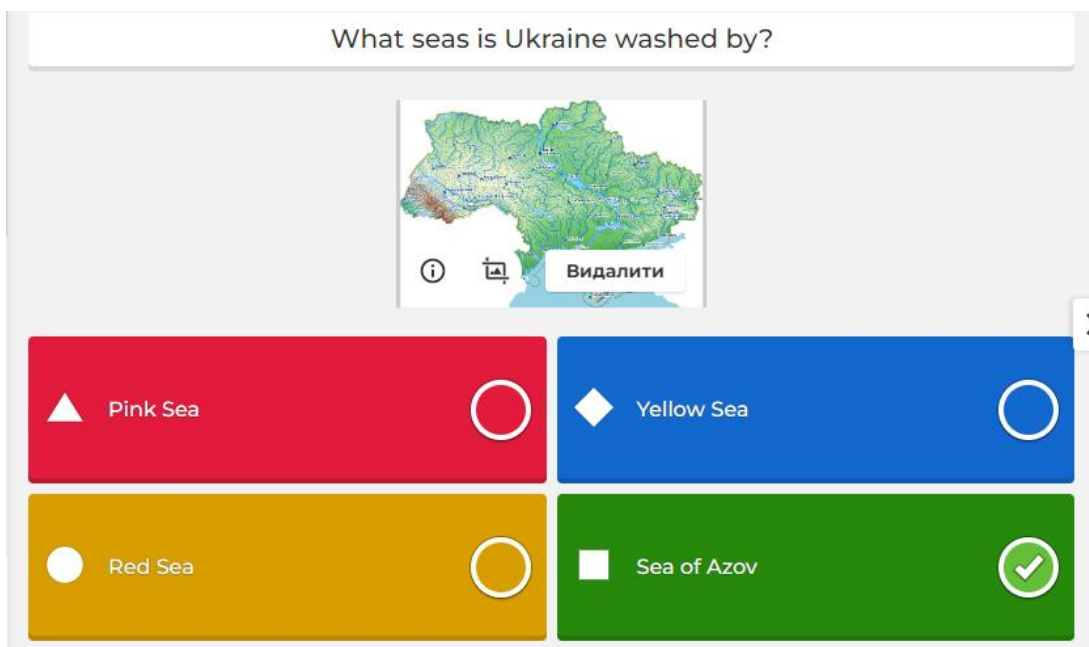 What seas is Ukraine washed by?
Видалити
Pink Sea
Yellow Sea
Red Sea
Sea of Azov